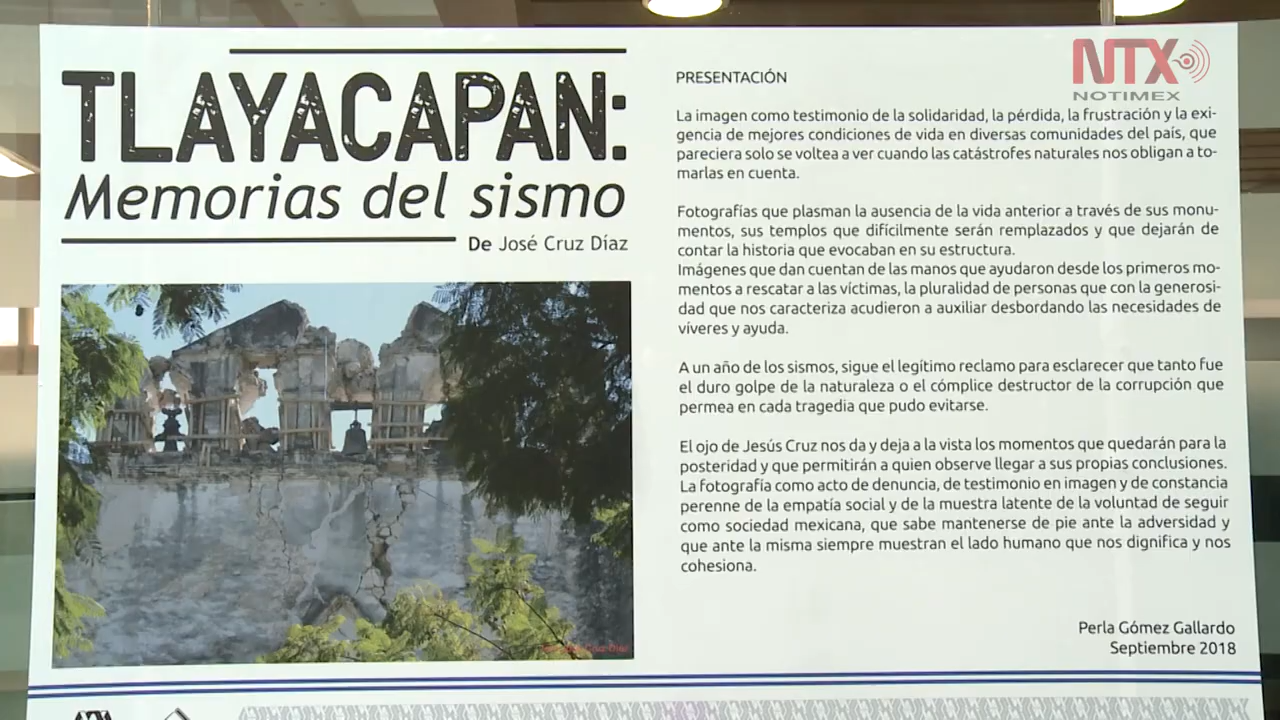 TLAYACAPAN:
Memorias del sismo
De José Cruz Díaz
NTX
NOTIMEX
PRESENTACIÓN
La imagen como testimonio de la solidaridad, la pérdida, la frustración y la exi-
gencia de mejores condiciones de vida en diversas comunidades del país, que
pareciera solo se voltea a ver cuando las catástrofes naturales nos obligan a to-
marlas en cuenta.
Fotografías que plasman la ausencia de la vida anterior a través de sus monu-
mentos, sus templos que difícilmente serán remplazados y que dejarán de
contar la historia que evocaban en su estructura.
Imágenes que dan cuentan de las manos que ayudaron desde los primeros mo-
mentos a rescatar a las víctimas, la pluralidad de personas que con la generosi-
dad que nos caracteriza acudieron a auxiliar desbordando las necesidades de
víveres y ayuda.
A un año de los sismos, sigue el legítimo reclamo para esclarecer que tanto fue
el duro golpe de la naturaleza o el cómplice destructor de la corrupción que
permea en cada tragedia que pudo evitarse.
El ojo de Jesús Cruz nos da y deja a la vista los momentos que quedarán para la
posteridad y que permitirán a quien observe llegar a sus propias conclusiones.
La fotografía como acto de denuncia, de testimonio en imagen y de constancia
perenne de la empatía social y de la muestra latente de la voluntad de seguir
como sociedad mexicana, que sabe mantenerse de pie ante la adversidad y
que ante la misma siempre muestran el lado humano que nos dignifica y nos
cohesiona.
Perla Gómez Gallardo
Septiembre 2018